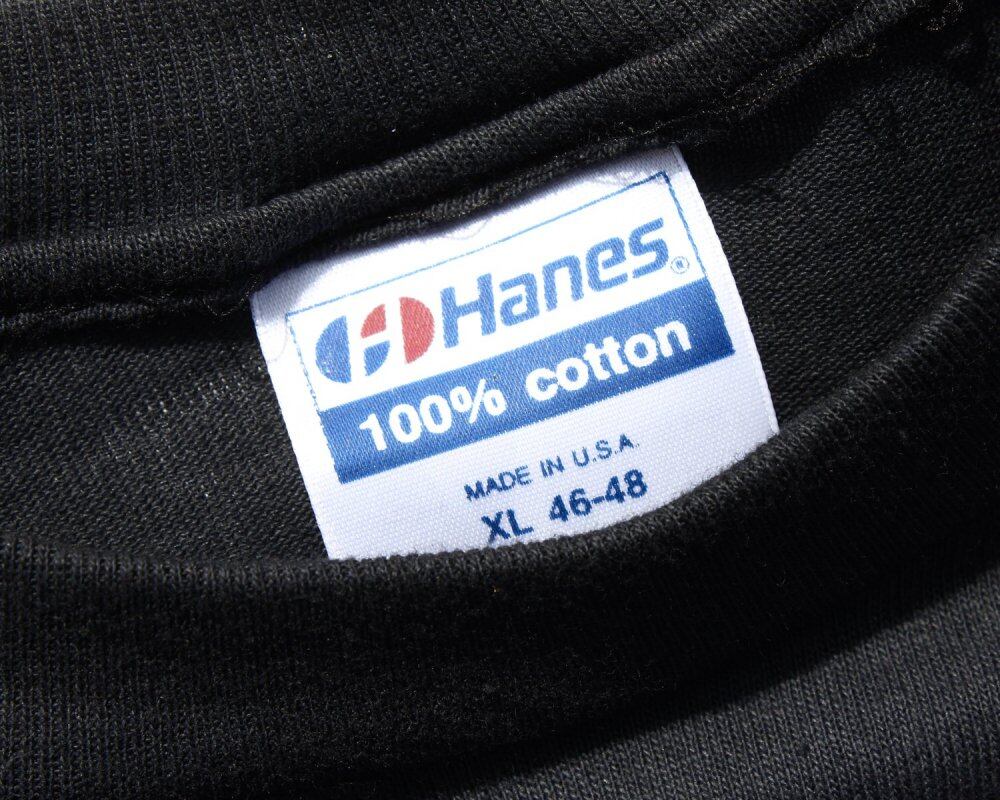 Hanes®
100% cotton
MADE IN U.S.A.
XL 46-48